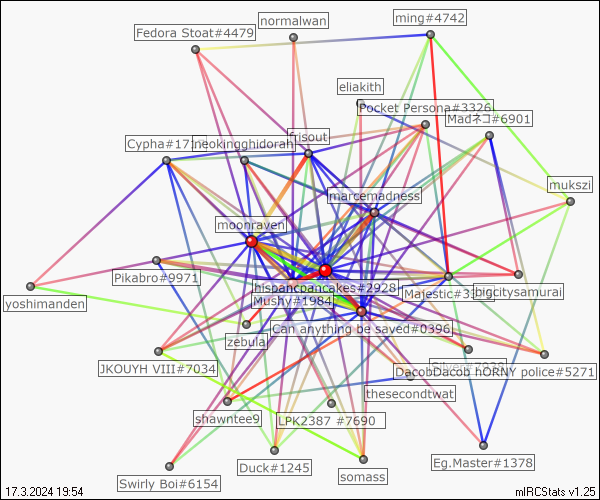 normalwan
ming#4742
Fedora Stoat#4479
eliakith
Pocket Persona#3326
Madネコ#6901
frisout
Cypha#17
neokingghidorah
mukszi
marcemadness
moonraven
Pikabro#9971
hispancpancakes#2928
Majestic#33
bigcitysamurai
yoshimanden
Mushy#1984
Can anything be saved#0396
zebula
JKOUYH VIII#7034
DacobDacob hORNY police#5271
thesecondtwat
shawntee9
LPK2387 #7690
Duck#1245
Eg.Master#1378
somass
Swirly Boi#6154
17.3.2024 19:54
mIRCStats v1.25